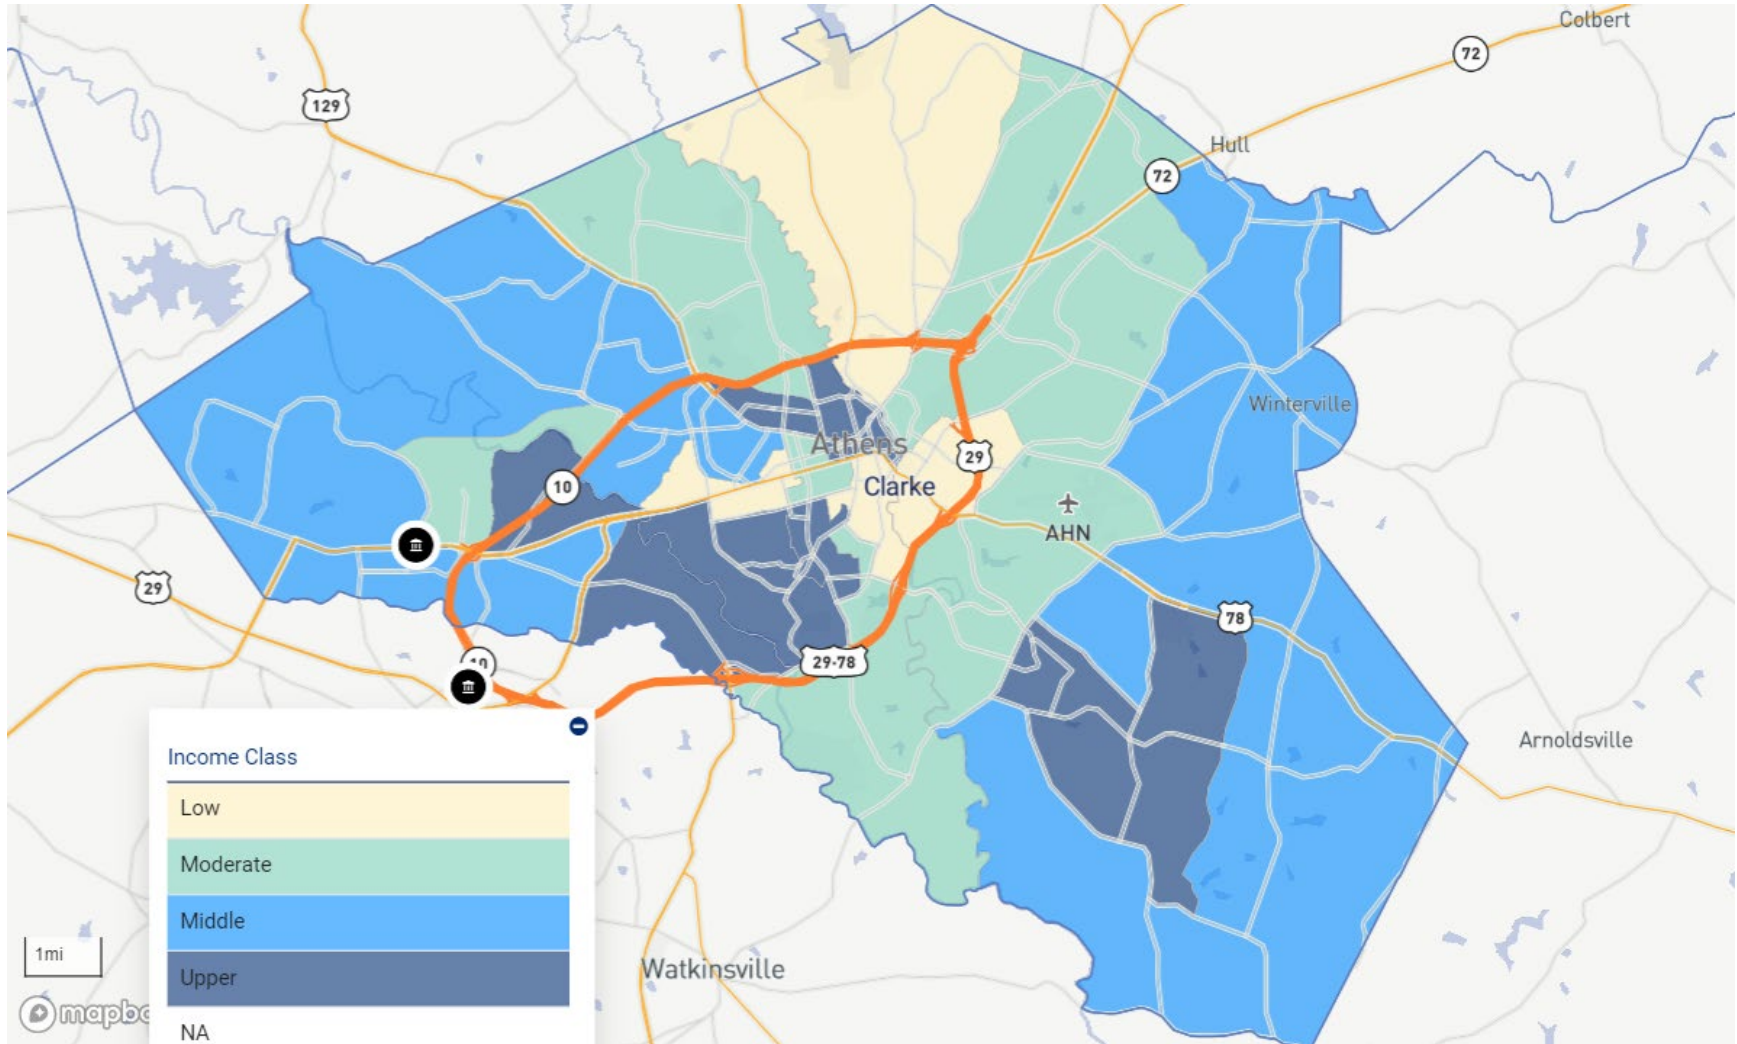 Colbert
72
129
Hull
72
Winterville
Athens
29
Clarke
10
AHN
29
78
10
29-78
Income Class
Arnoldsville
Low
Moderate
Middle
1mi
Watkinsville
Upper
mapbo
NA